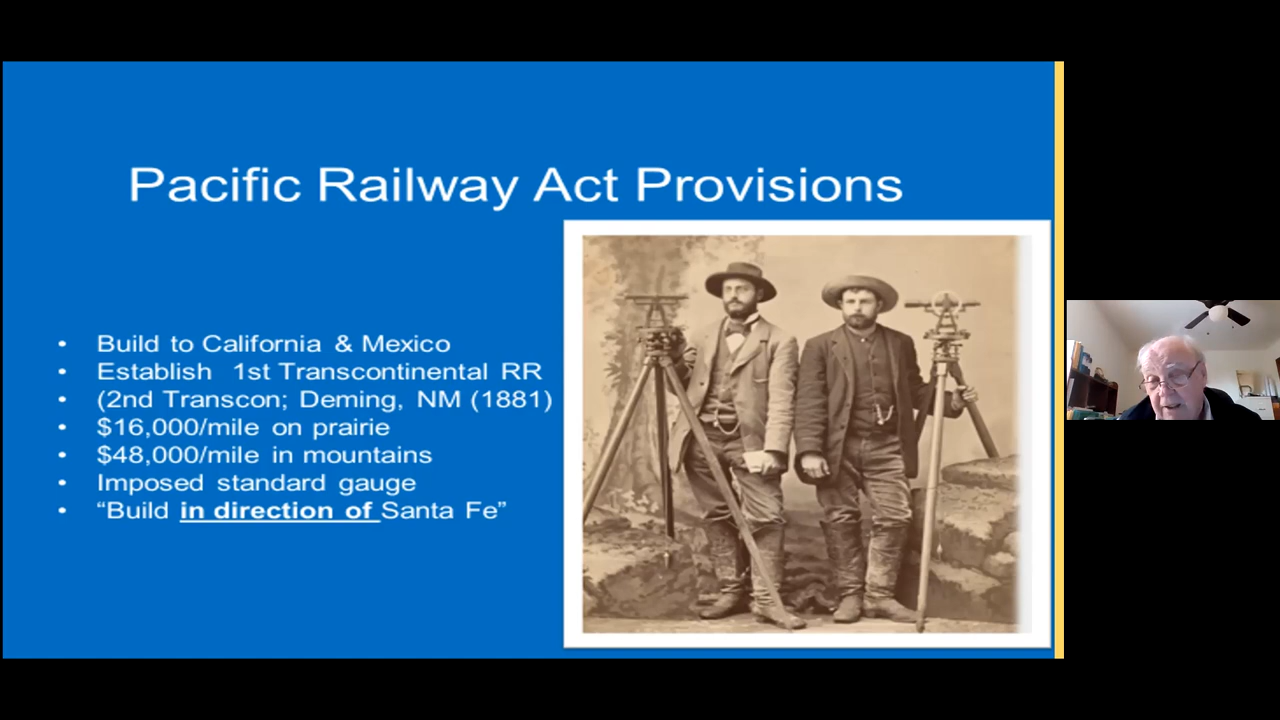 Pacific Railway Act Provisions
• Build to California & Mexico
• Establish 1st Transcontinental RR
• (2nd Transcon; Deming, NM (1881)
• $16,000/mile on prairie
• $48,000/mile in mountains
• Imposed standard gauge
• “Build in direction of Santa Fe”